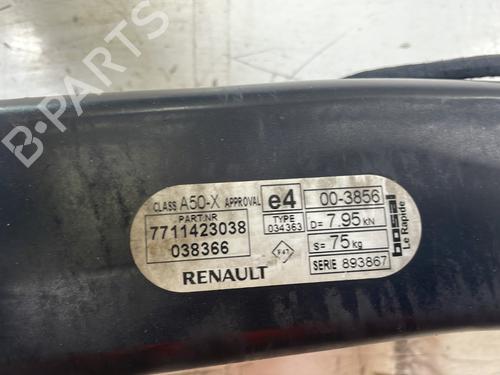 B-PARTS
CLASS A50-X APPROVAL e4 00-3856
PART.NR TYPE D= 7.95 kN
7711423038 034363
038366 S= 75 kg
RENAULT SERIE 893867
bosal
Le Rapide